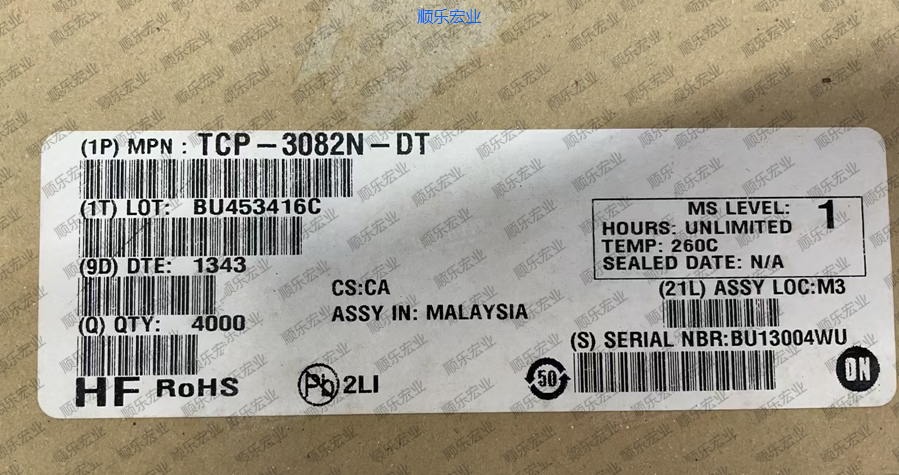 顺乐宏业
(1P) MPN : TCP-3082N-DT
(1T) LOT: BU453416C
MS LEVEL: 1
HOURS: UNLIMITED
TEMP: 260C
SEALED DATE: N/A
(9D) DTE: 1343
CS:CA
(21L) ASSY LOC:M3
ASSY IN: MALAYSIA
(Q) QTY: 4000
(S) SERIAL NBR:BU13004WU
HF RoHS
Pb 2LI
50
ON